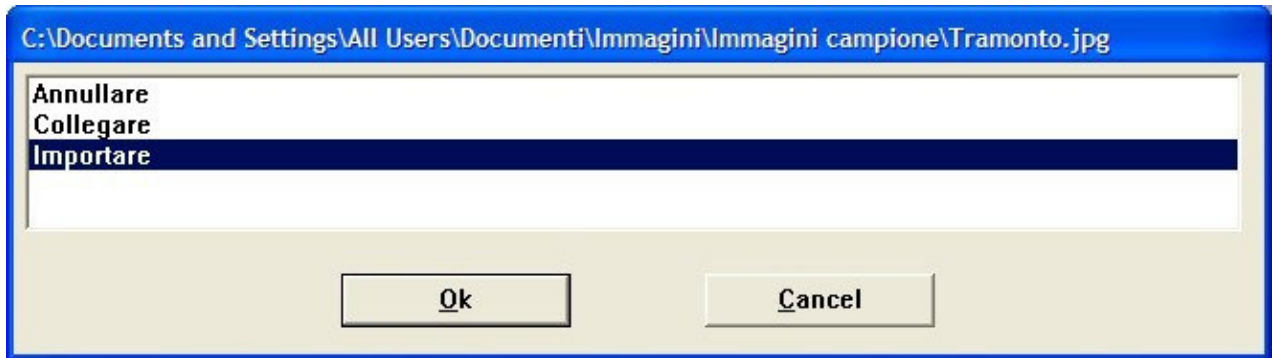 C:\Documents and Settings\All Users\Documenti\Immagini\Immagini campione\Tramonto.jpg
Annullare
Collegare
Importare
Ok
Cancel